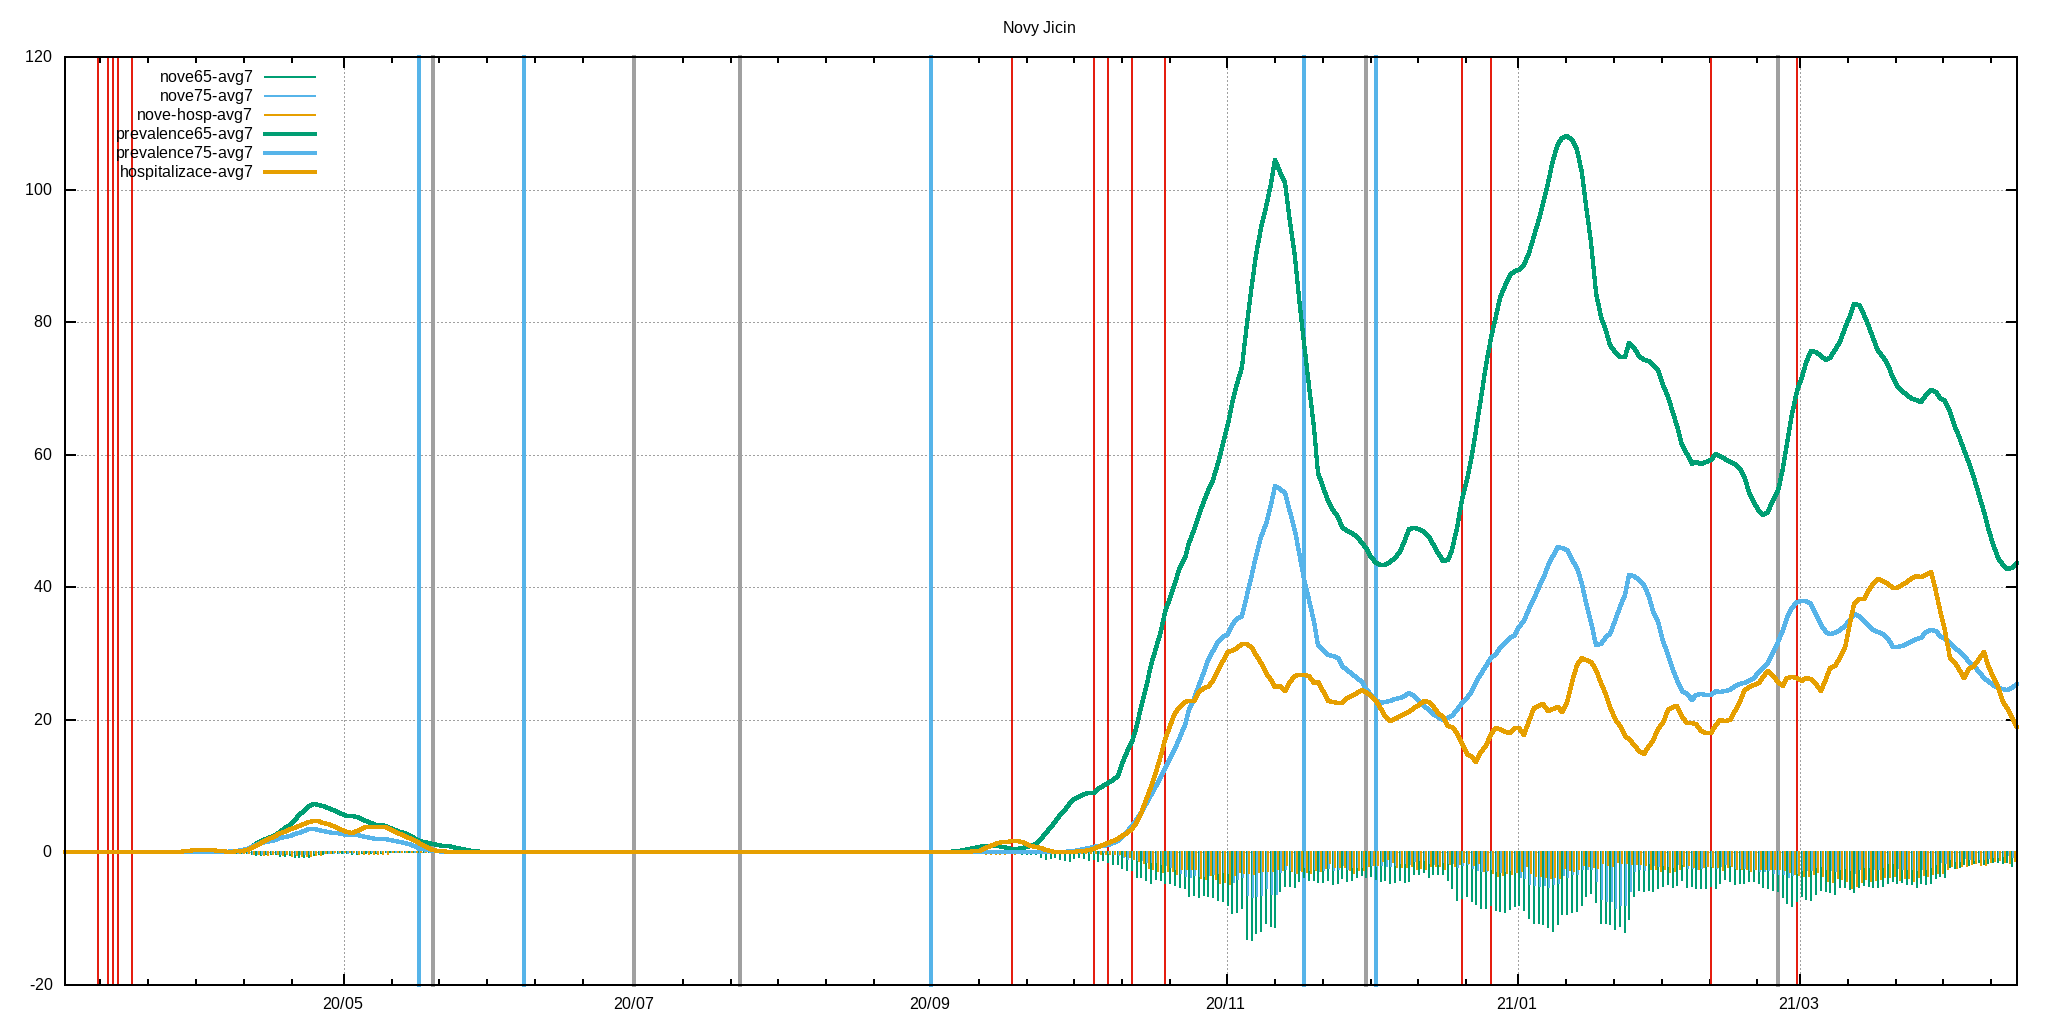 Novy Jicin
120
nove65-avg7
nove75-avg7
nove-hosp-avg7
prevalence65-avg7
prevalence75-avg7
hospitalizace-avg7
100
80
60
40
20
0
-20
20/05 20/07 20/09 20/11 21/01 21/03